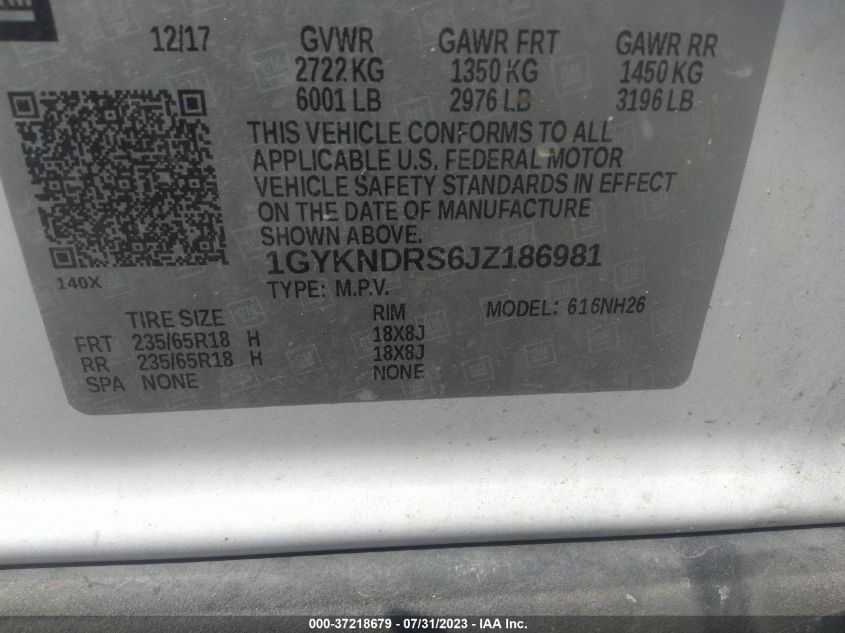 12/17 GVWR GAWR FRT GAWR RR
2722 KG 1350 KG 1450 KG
6001 LB 2976 LB 3196 LB
THIS VEHICLE CONFORMS TO ALL
APPLICABLE U.S. FEDERAL MOTOR
VEHICLE SAFETY STANDARDS IN EFFECT
ON THE DATE OF MANUFACTURE
SHOWN ABOVE.
1GYKNDRS6JZ186981
140X
TYPE: M.P.V. MODEL: 616NH26
TIRE SIZE RIM
FRT 235/65R18 H 18X8J
RR 235/65R18 H 18X8J
SPA NONE NONE
000-37218679 - 07/31/2023 - IAA Inc.